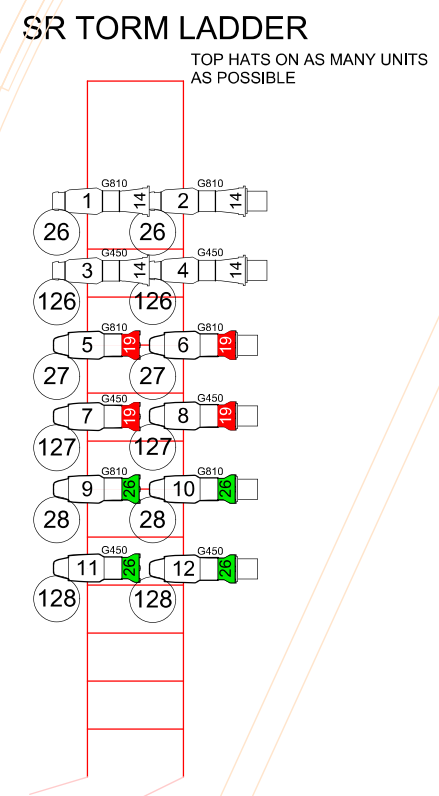 SR TORM LADDER
TOP HATS ON AS MANY UNITS
AS POSSIBLE
G810 G810
1 14 2 14
26 26
G450 G450
3 14 4 14
126 126
G810 G810
5 19 6 19
27 27
G450 G450
7 19 8 19
127 127
G810 G810
9 26 10 26
28 28
G450 G450
11 26 12 26
128 128